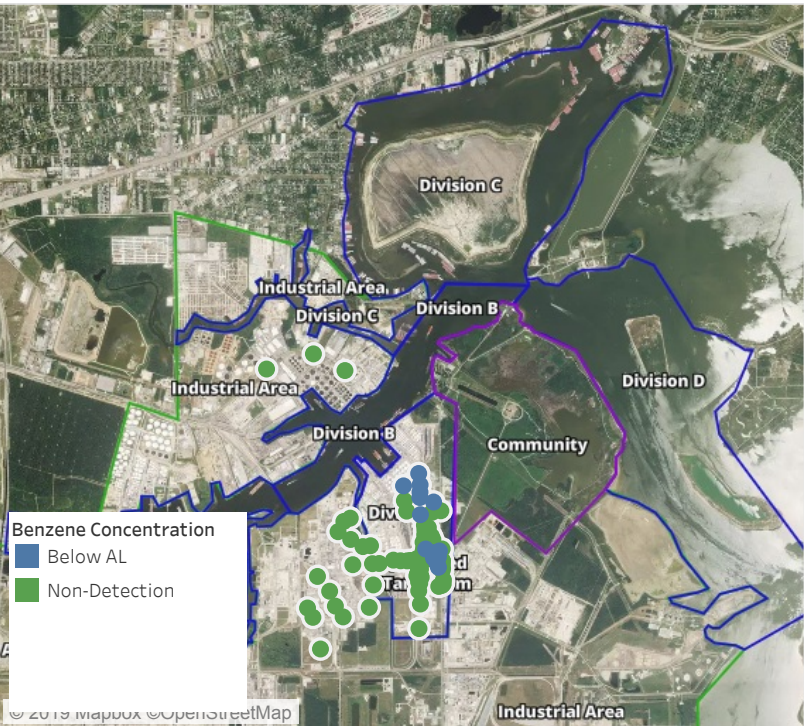 Division C
Industrial Area
Division C
Division B
Division D
Industrial Area
Division B
Community
Benzene Concentration
Below AL
Non-Detection
© 2019 Mapbox ©OpenStreetMap
Industrial Area